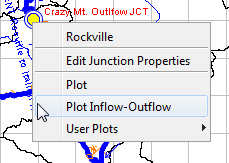 Crazy Mt. Outflow JCT
Rockville
Edit Junction Properties
Plot
Plot Inflow-Outflow
User Plots